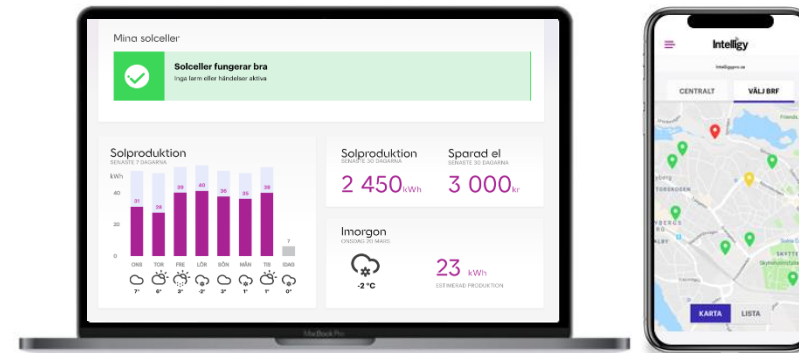 Mina solceller
Solceller fungerar bra
Inga larm eller händelser aktiva
Solproduktion
SENASTE 7 DAGARNA
kWh
40
20
0
31
28
39
40
38
36
39
7
ONS TOR FRE LÖR SÖN MÅN TIS IDAG
7° 6° 3° -2° 2° 1° 1° 0°
Solproduktion
SENASTE 30 DAGARNA
2 450 kWh
Sparad el
SENASTE 30 DAGARNA
3 000 kr
Imorgon
ONSDAG 20 MARS
-2 °C
23 kWh
ESTIMERAD PRODUKTION
MacBook Pro
Intelligy
CENTRALT
VÄLJ BRF
KARTA
LISTA